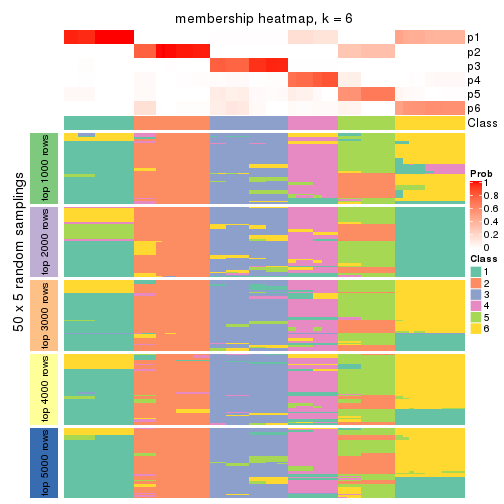 membership heatmap, k = 6
p1
p2
p3
p4
p5
p6
Class
50 x 5 random samplings
top 1000 rows
top 2000 rows
top 3000 rows
top 4000 rows
top 5000 rows
Prob
1
0.8
0.6
0.4
0.2
0
Class
1
2
3
4
5
6